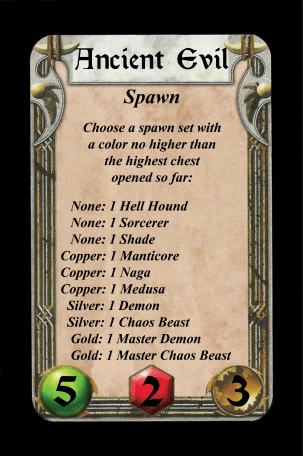 Ancient Evil
Spawn
Choose a spawn set with
a color no higher than
the highest chest
opened so far:
None: 1 Hell Hound
None: 1 Sorcerer
None: 1 Shade
Copper: 1 Manticore
Copper: 1 Naga
Copper: 1 Medusa
Silver: 1 Demon
Silver: 1 Chaos Beast
Gold: 1 Master Demon
Gold: 1 Master Chaos Beast
5 2 3